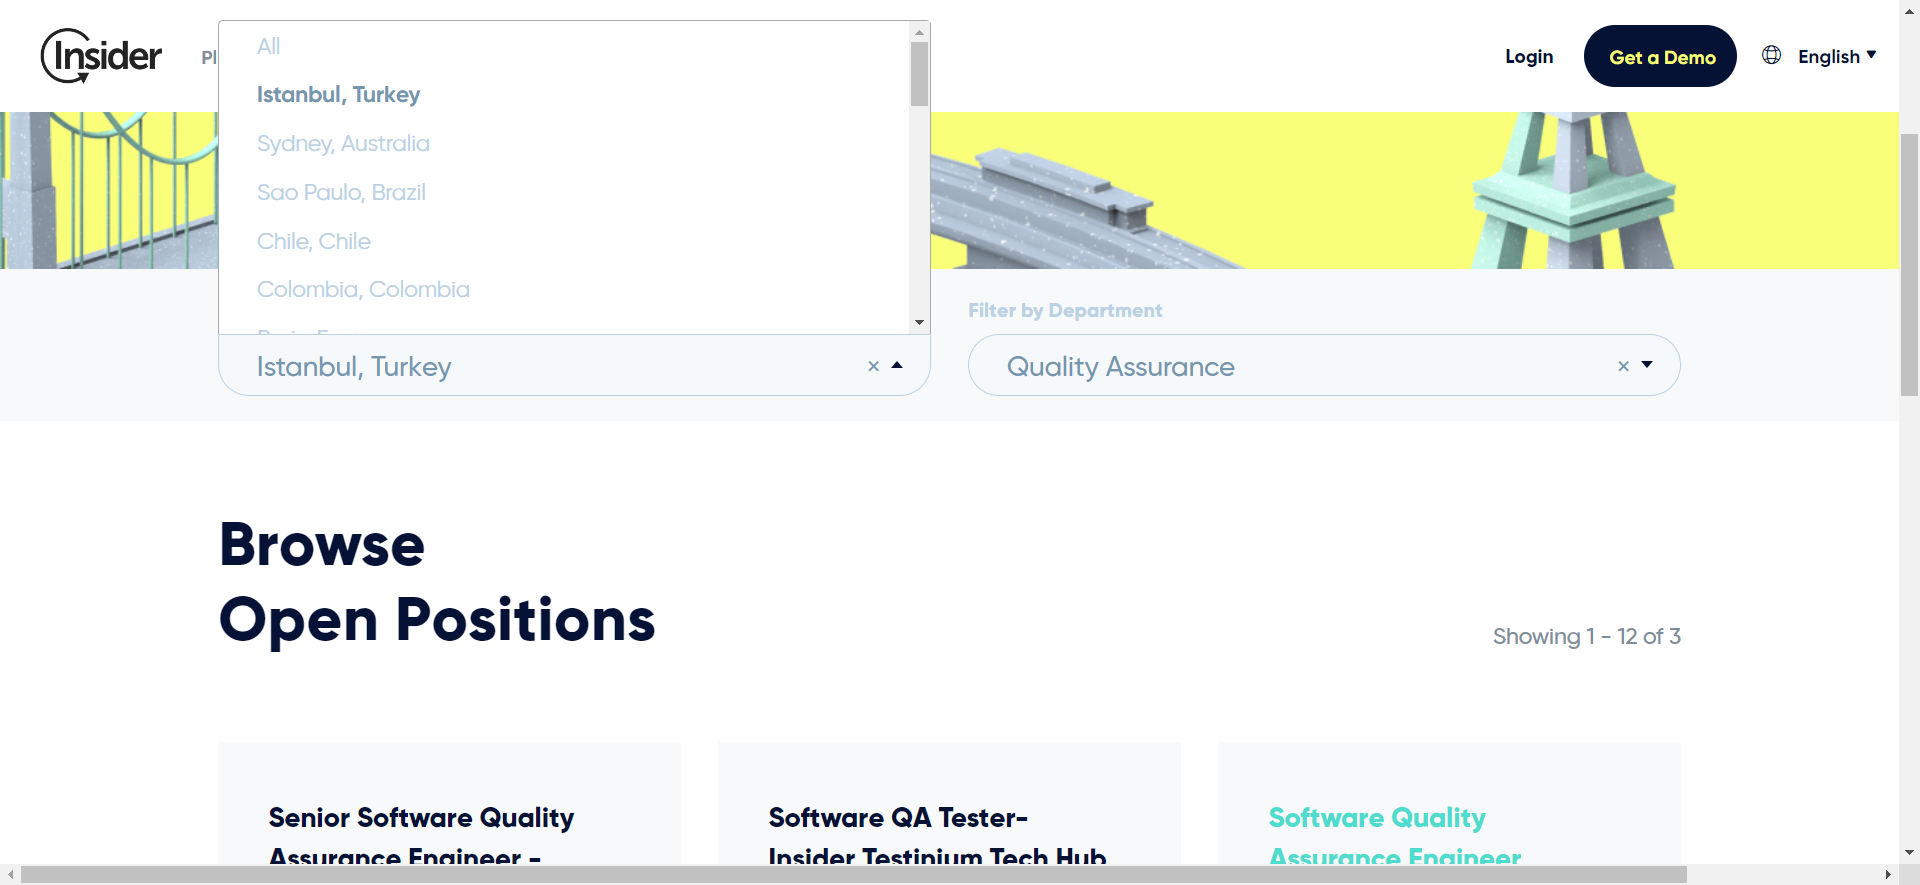 Insider
Pl
Login
Get a Demo
English
All
Istanbul, Turkey
Sydney, Australia
Sao Paulo, Brazil
Chile, Chile
Colombia, Colombia
Istanbul, Turkey
×
Filter by Department
Quality Assurance
×
Browse
Open Positions
Showing 1 - 12 of 3
Senior Software Quality
Assurance Engineer -
Software QA Tester-
Insider Testinium Tech Hub
Software Quality
Assurance Engineer